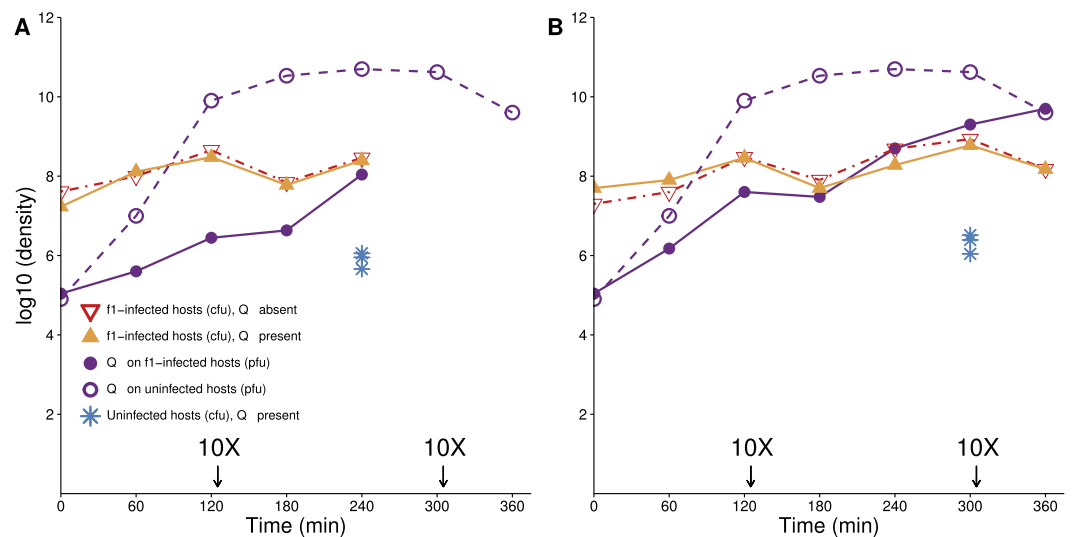 A
B
log10 (density)
12
10
8
6
4
2
f1−infected hosts (cfu), Q absent
f1−infected hosts (cfu), Q present
Q on f1−infected hosts (pfu)
Q on uninfected hosts (pfu)
Uninfected hosts (cfu), Q present
10X
10X
0 60 120 180 240 300 360
Time (min)
12
10
8
6
4
2
10X
10X
0 60 120 180 240 300 360
Time (min)